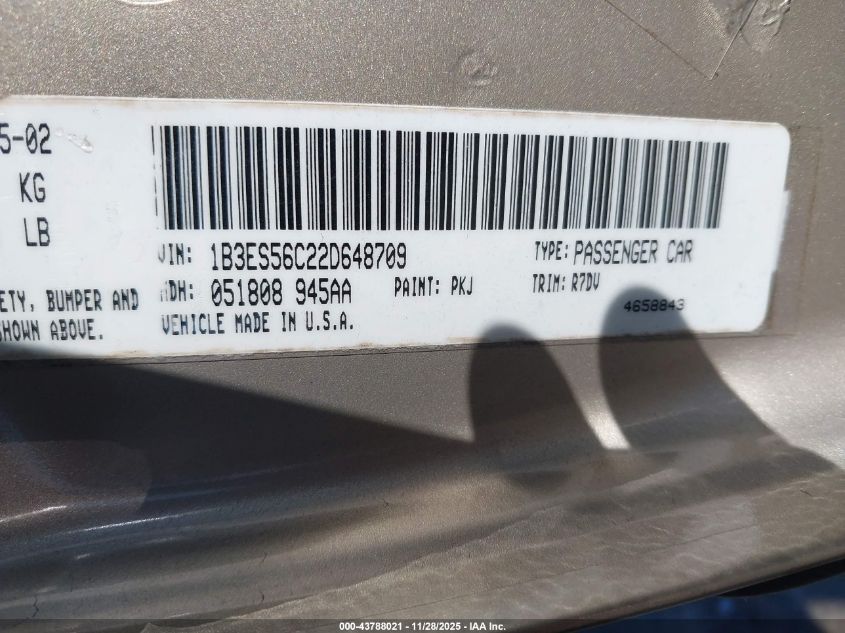 5-02
KG
LB
VIN: 1B3ES56C22D648709 TYPE: PASSENGER CAR
MDH: 051808 945AA PAINT: PKJ TRIM: R7DV
ETY, BUMPER AND
SHOWN ABOVE.
VEHICLE MADE IN U.S.A.
4658843
000-43788021 - 11/28/2025 - IAA Inc.